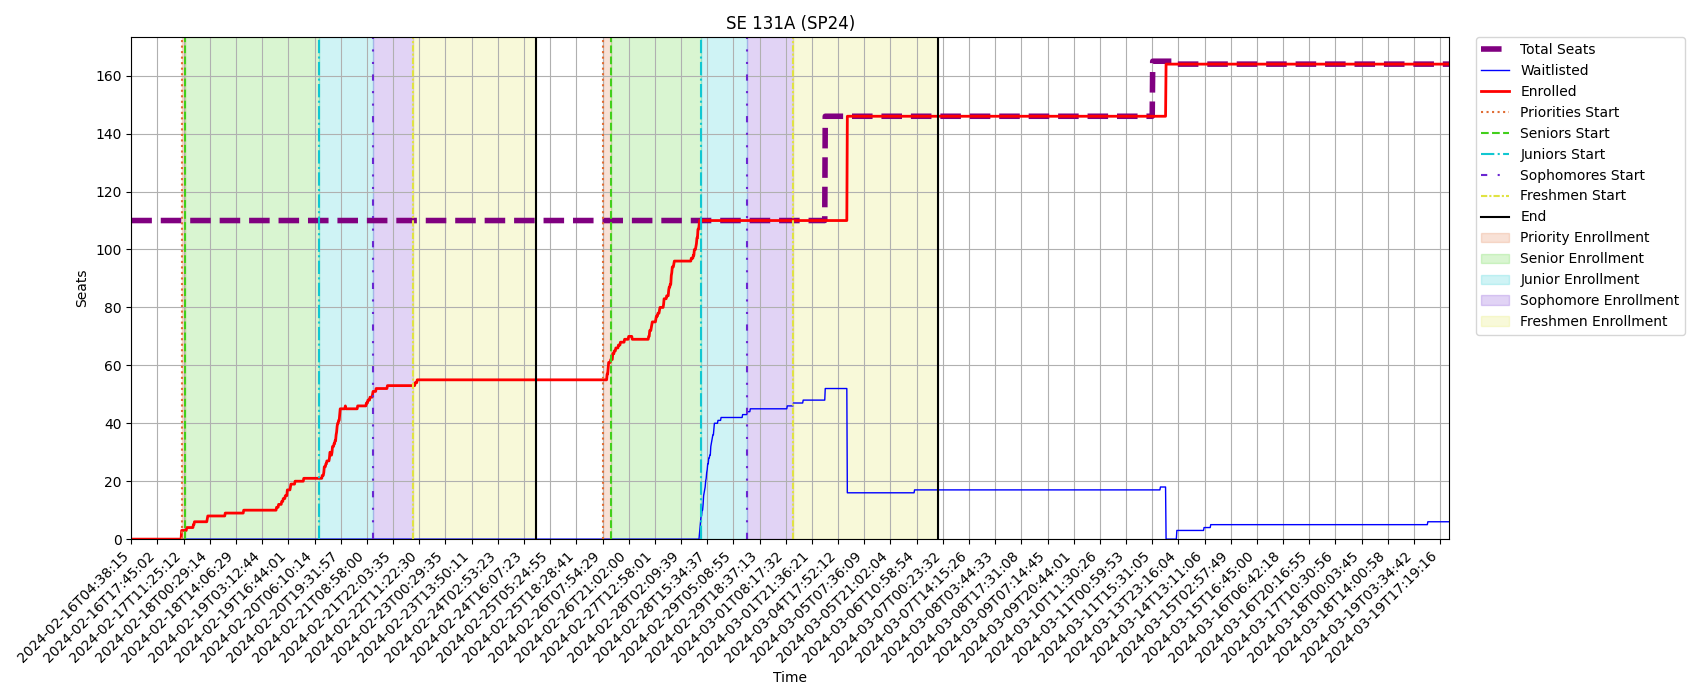 SE 131A (SP24)
Seats
160
140
120
100
80
60
40
20
0
2024-02-16T04:38:15
2024-02-16T17:45:02
2024-02-17T11:25:12
2024-02-18T00:29:14
2024-02-18T14:06:29
2024-02-19T03:12:44
2024-02-19T16:44:01
2024-02-20T06:10:14
2024-02-20T19:31:57
2024-02-21T08:58:00
2024-02-21T22:03:35
2024-02-22T11:22:30
2024-02-23T00:29:35
2024-02-23T13:50:11
2024-02-24T02:53:23
2024-02-24T16:07:23
2024-02-25T05:24:55
2024-02-25T18:28:41
2024-02-26T07:54:29
2024-02-26T21:02:00
2024-02-27T12:58:01
2024-02-28T02:09:39
2024-02-28T15:34:37
2024-02-29T05:08:55
2024-02-29T18:37:13
2024-03-01T08:17:32
2024-03-01T21:36:21
2024-03-04T17:52:12
2024-03-05T07:36:09
2024-03-05T21:02:04
2024-03-06T10:58:54
2024-03-07T00:23:32
2024-03-07T14:15:26
2024-03-08T03:44:33
2024-03-08T17:31:08
2024-03-09T07:14:45
2024-03-09T20:44:01
2024-03-10T11:30:26
2024-03-11T00:59:53
2024-03-11T15:31:05
2024-03-13T23:16:04
2024-03-14T13:11:06
2024-03-15T02:57:49
2024-03-15T16:45:00
2024-03-16T06:42:18
2024-03-16T20:16:55
2024-03-17T10:30:56
2024-03-18T00:03:45
2024-03-18T14:00:58
2024-03-19T03:34:42
2024-03-19T17:19:16
Time
Total Seats
Waitlisted
Enrolled
Priorities Start
Seniors Start
Juniors Start
Sophomores Start
Freshmen Start
End
Priority Enrollment
Senior Enrollment
Junior Enrollment
Sophomore Enrollment
Freshmen Enrollment